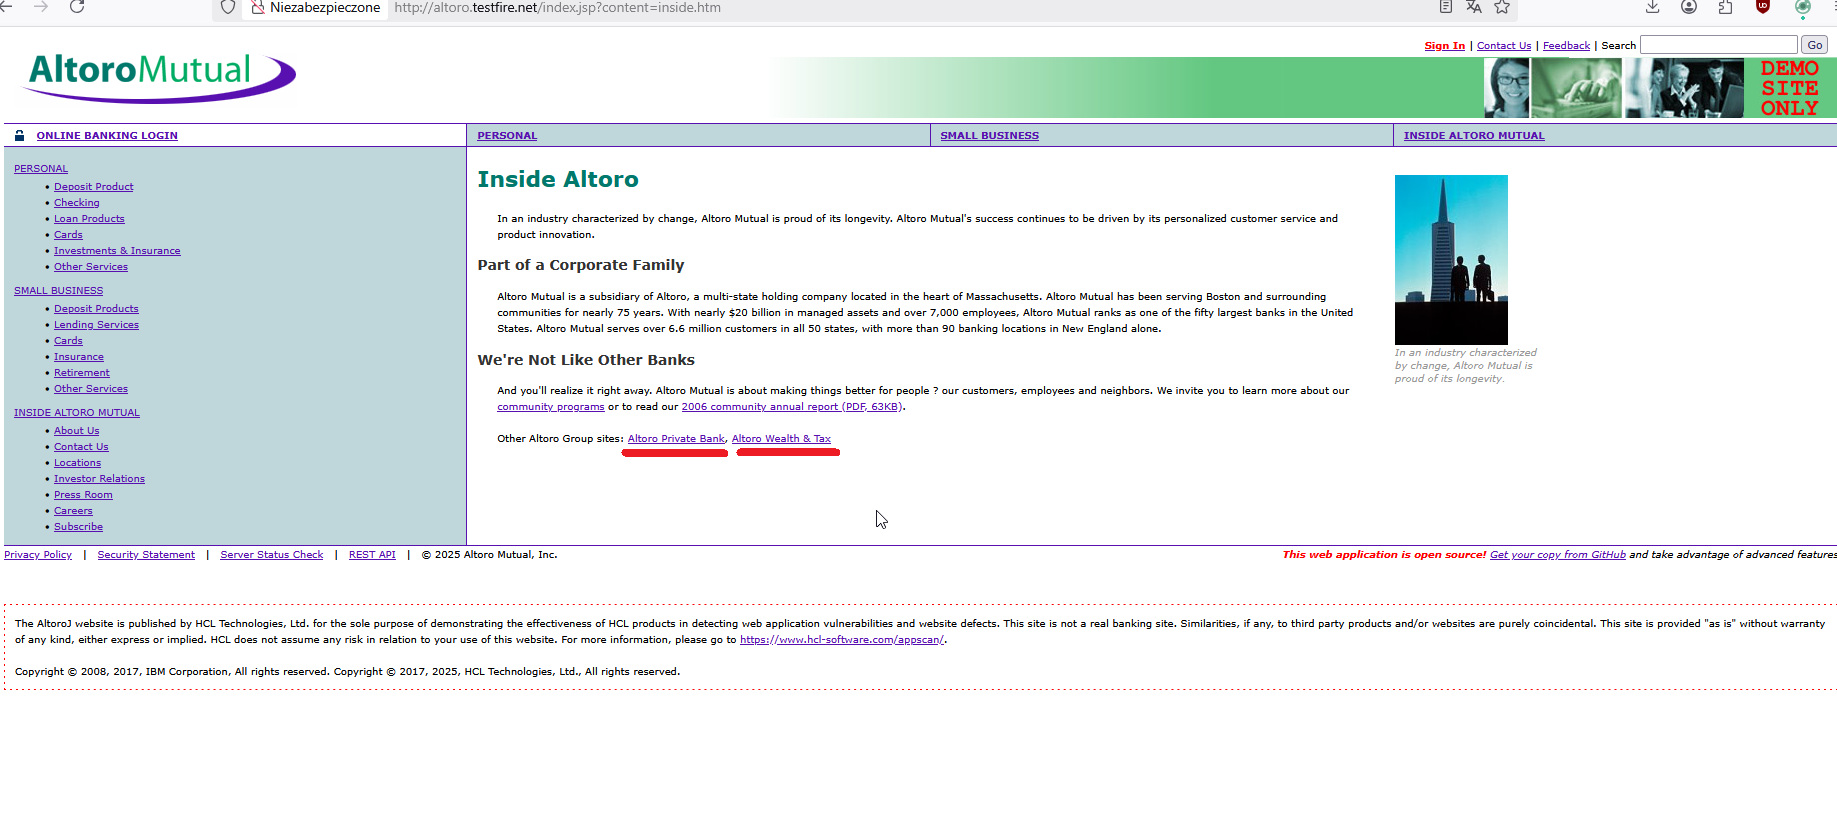 Niezabezpieczone http://altoro.testfire.net/index.jsp?content=inside.htm
Sign In | Contact Us | Feedback | Search Go
AltoroMutual
DEMO
SITE
ONLY
ONLINE BANKING LOGIN
PERSONAL
SMALL BUSINESS
INSIDE ALTORO MUTUAL
PERSONAL
• Deposit Product
• Checking
• Loan Products
• Cards
• Investments & Insurance
• Other Services
SMALL BUSINESS
• Deposit Products
• Lending Services
• Cards
• Insurance
• Retirement
• Other Services
INSIDE ALTORO MUTUAL
• About Us
• Contact Us
• Locations
• Investor Relations
• Press Room
• Careers
• Subscribe
Inside Altoro
In an industry characterized by change, Altoro Mutual is proud of its longevity. Altoro Mutual's success continues to be driven by its personalized customer service and
product innovation.
Part of a Corporate Family
Altoro Mutual is a subsidiary of Altoro, a multi-state holding company located in the heart of Massachusetts. Altoro Mutual has been serving Boston and surrounding
communities for nearly 75 years. With nearly $20 billion in managed assets and over 7,000 employees, Altoro Mutual ranks as one of the fifty largest banks in the United
States. Altoro Mutual serves over 6.6 million customers in all 50 states, with more than 90 banking locations in New England alone.
We're Not Like Other Banks
And you'll realize it right away. Altoro Mutual is about making things better for people ? our customers, employees and neighbors. We invite you to learn more about our
community programs or to read our 2006 community annual report (PDF, 63KB).
Other Altoro Group sites: Altoro Private Bank, Altoro Wealth & Tax
In an industry characterized
by change, Altoro Mutual is
proud of its longevity.
Privacy Policy | Security Statement | Server Status Check | REST API | © 2025 Altoro Mutual, Inc.
This web application is open source! Get your copy from GitHub and take advantage of advanced features
The AltoroJ website is published by HCL Technologies, Ltd. for the sole purpose of demonstrating the effectiveness of HCL products in detecting web application vulnerabilities and website defects. This site is not a real banking site. Similarities, if any, to third party products and/or websites are purely coincidental. This site is provided "as is" without warranty
of any kind, either express or implied. HCL does not assume any risk in relation to your use of this website. For more information, please go to https://www.hcl-software.com/appscan/.
Copyright © 2008, 2017, IBM Corporation, All rights reserved. Copyright © 2017, 2025, HCL Technologies, Ltd., All rights reserved.